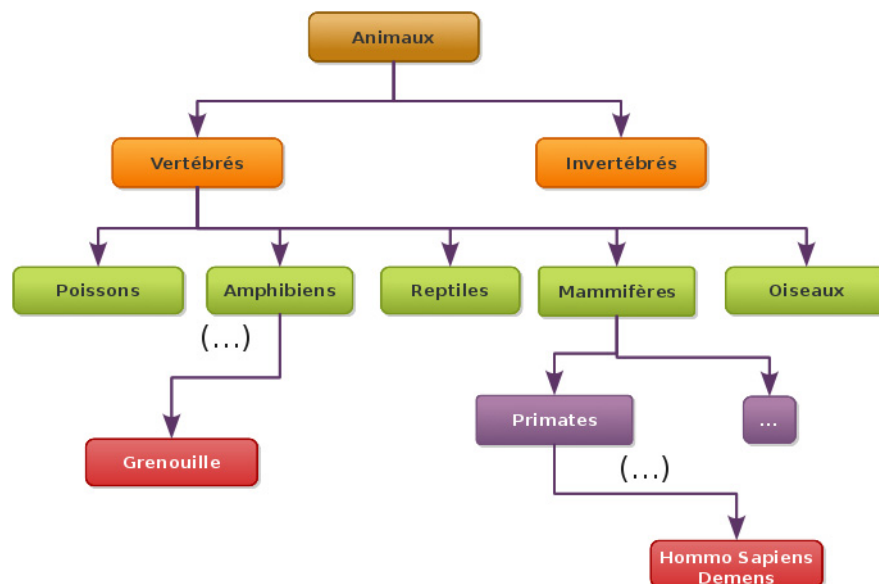 Animaux
Vertébrés
Invertébrés
Poissons
Amphibiens
Reptiles
Mammifères
Oiseaux
(...)
Primates
...
Grenouille
(...)
Hommo Sapiens
Demens